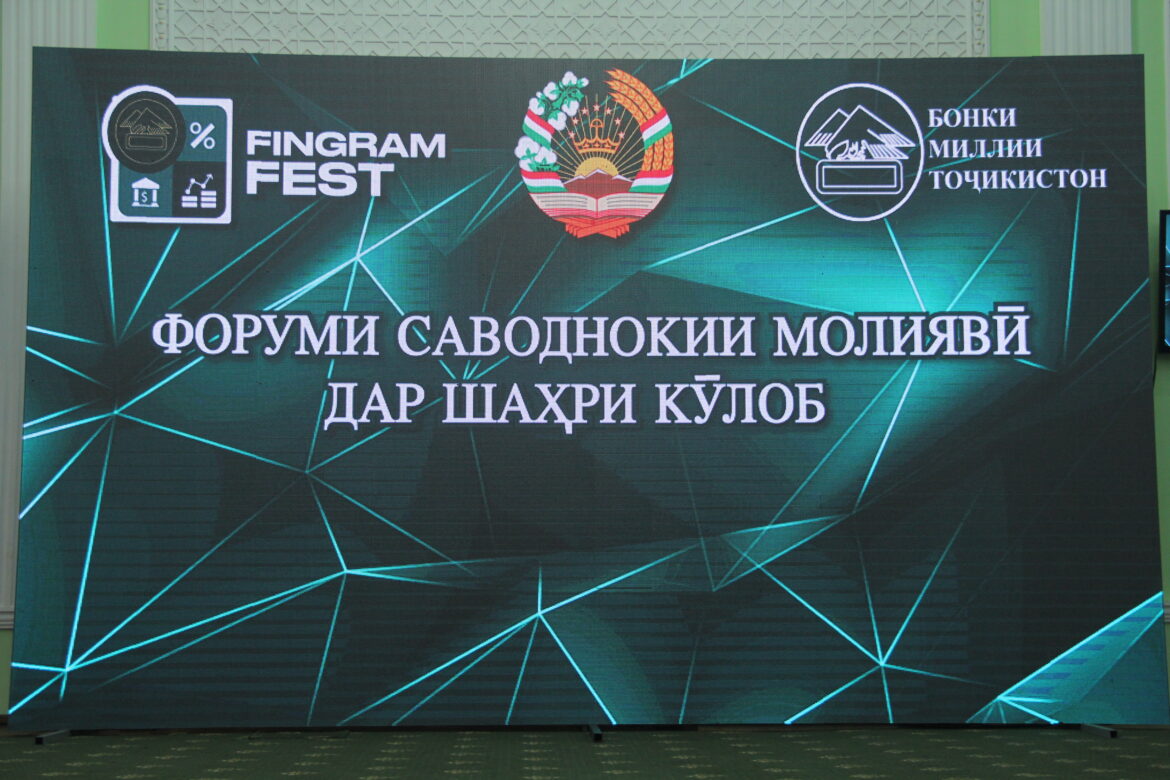 FINGRAM
FEST
%
$
БОНКИ
МИЛЛИИ
ТОҶИКИСТОН
ФОРУМИ САВОДНОКИИ МОЛИЯВӢ
ДАР ШАҲРИ КӮЛОБ